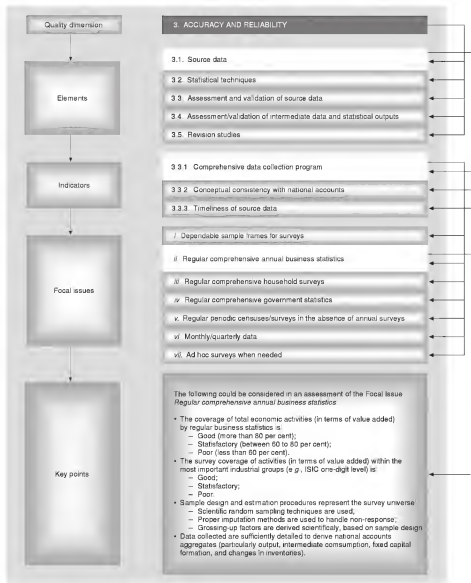 Quality dimension
3. ACCURACY AND RELIABILITY
Elements
3.1. Source data
3.2. Statistical techniques
3.3. Assessment and validation of source data
3.4. Assessment/validation of intermediate data and statistical outputs
3.5. Revision studies
Indicators
3.3.1 Comprehensive data collection program
3.3.2 Conceptual consistency with national accounts
3.3.3 Timeliness of source data
Focal issues
i Dependable sample frames for surveys
ii Regular comprehensive annual business statistics
iii Regular comprehensive household surveys
iv Regular comprehensive government statistics
v. Regular periodic censuses/surveys in the absence of annual surveys
vi Monthly/quarterly data
vii. Ad hoc surveys when needed
Key points
The following could be considered in an assessment of the Focal Issue
Regular comprehensive annual business statistics
• The coverage of total economic activities (in terms of value added)
by regular business statistics is
– Good (more than 80 per cent);
– Statisfactory (between 60 to 80 per cent);
– Poor (less than 60 per cent).
• The survey coverage of activities (in terms of value added) within the
most important industrial groups (e g, ISIC one-digit level) is
– Good;
– Statisfactory;
– Poor
• Sample design and estimation procedures represent the survey universe
– Scientific random sampling techniques are used;
– Proper imputation methods are used to handle non-response;
– Grossing-up factors are derived scientificaly, based on sample design
• Data collected are sufficiently detailed to derive national accounts
aggregates (particularly output, intermediate comsumption, fixed capital
formation, and changes in inventories).